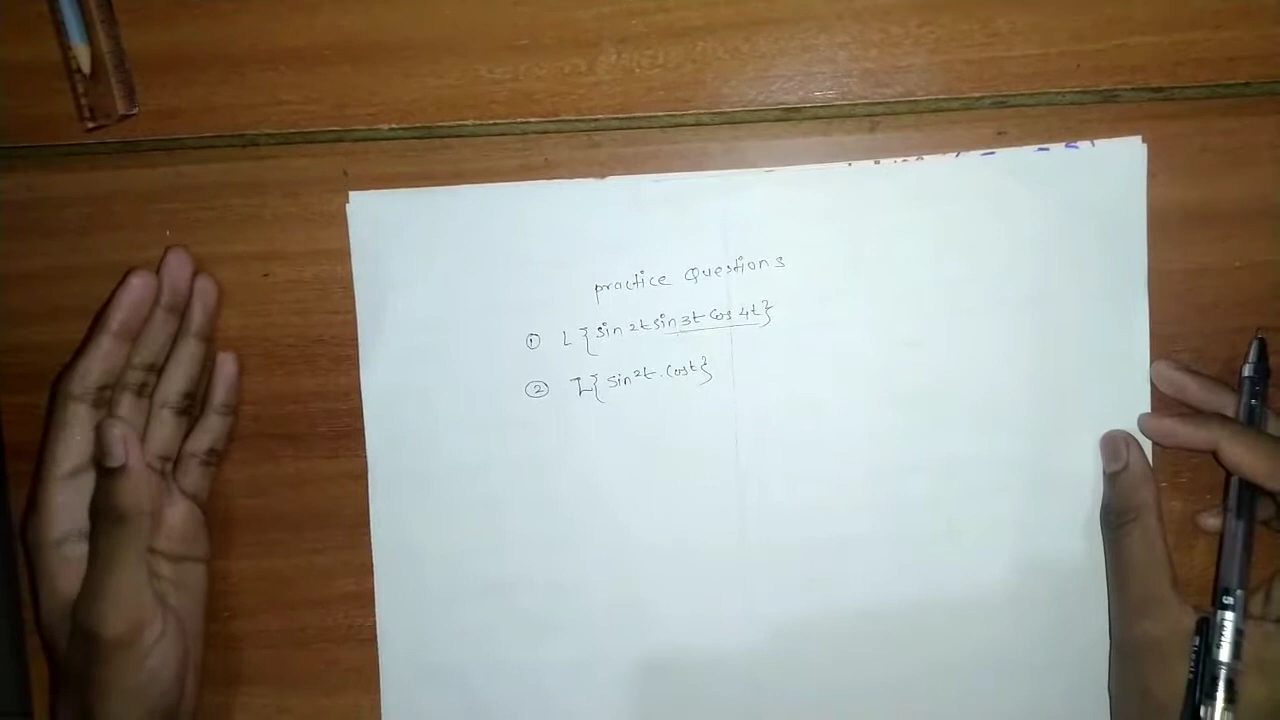 practice Questions
① L{sin 2t sin 3t cos 4t}
② L{sin²t. cost}